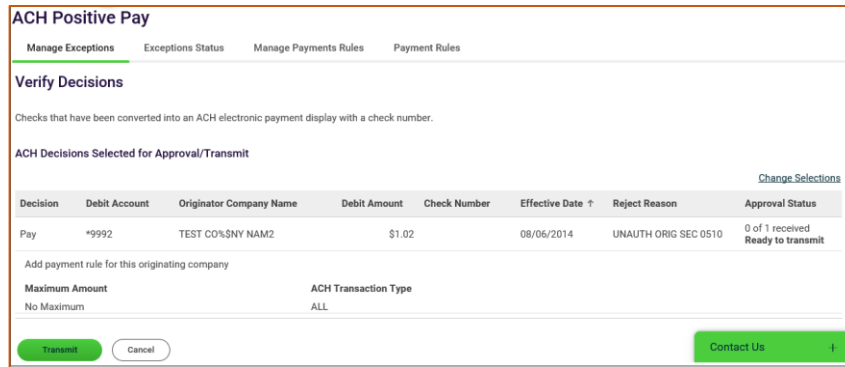 ACH Positive Pay
Manage Exceptions Exceptions Status Manage Payments Rules Payment Rules
Verify Decisions
Checks that have been converted into an ACH electronic payment display with a check number.
ACH Decisions Selected for Approval/Transmit
Change Selections
Decision Debit Account Originator Company Name Debit Amount Check Number Effective Date ↑ Reject Reason Approval Status
Pay *9992 TEST CO%$NY NAM2 $1.02 08/06/2014 UNAUTH ORIG SEC 0510 0 of 1 received
Ready to transmit
Add payment rule for this originating company
Maximum Amount ACH Transaction Type
No Maximum ALL
Transmit Cancel Contact Us +